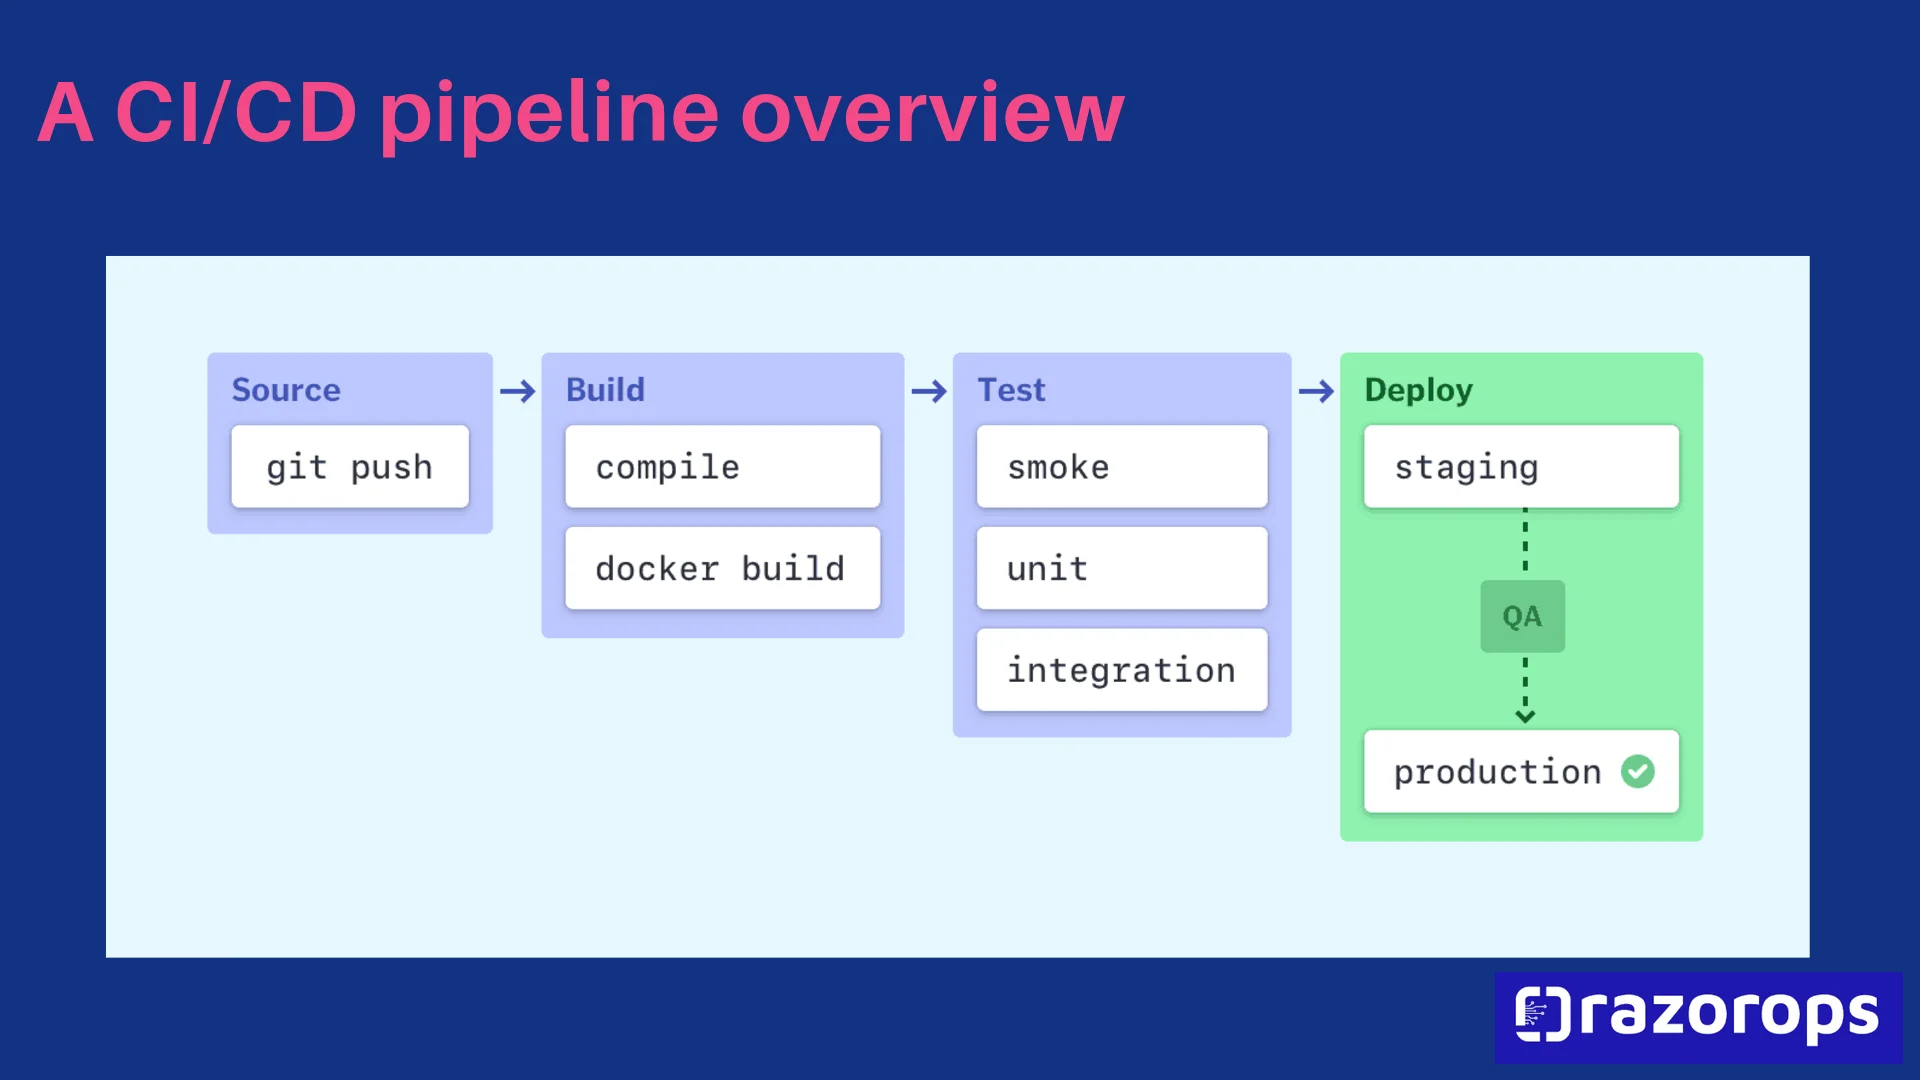 A CI/CD pipeline overview
Source
git push
Build
compile
docker build
Test
smoke
unit
integration
Deploy
staging
QA
production
razorops